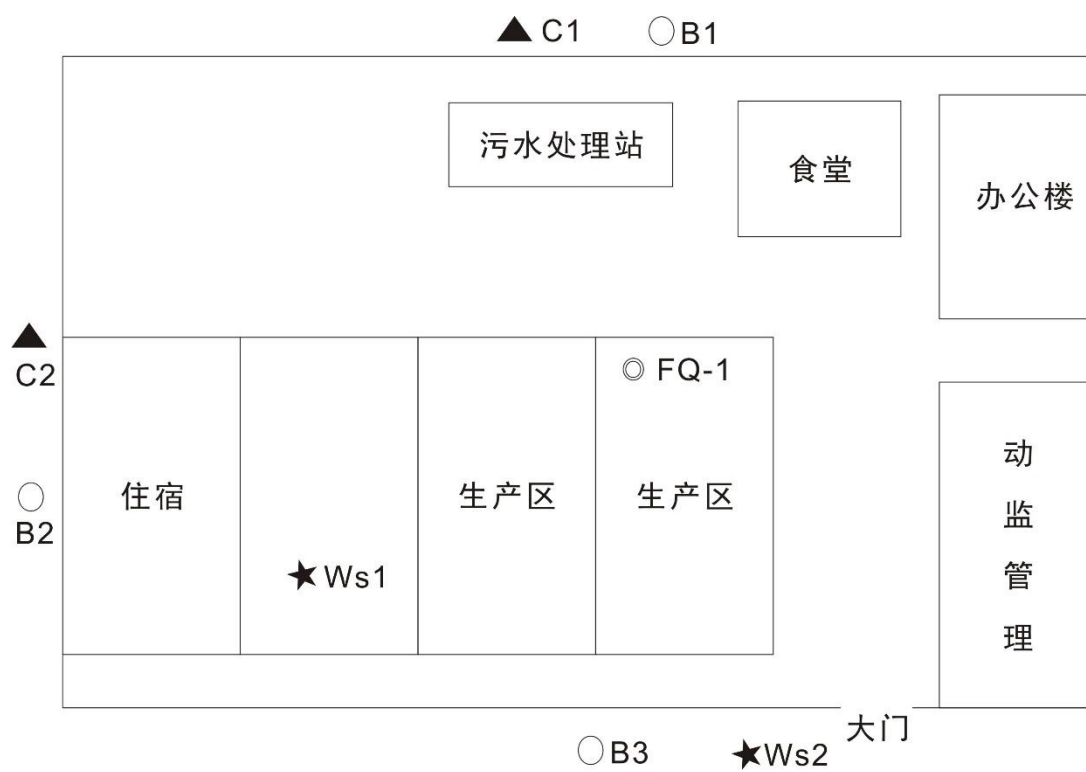 C1
B1
污水处理站
食堂
办公楼
C2
FQ-1
住宿
生产区
生产区
B2
Ws1
动监管理
大门
B3
Ws2